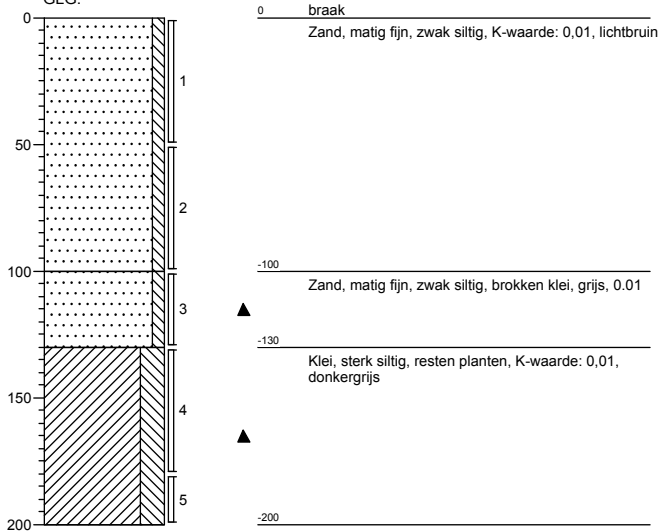 GLG:
0
50
100
150
200
1
2
3
4
5
0 braak
Zand, matig fijn, zwak siltig, K-waarde: 0,01, lichtbruin
-100
Zand, matig fijn, zwak siltig, brokken klei, grijs, 0.01
-130
Klei, sterk siltig, resten planten, K-waarde: 0,01,
donkergrijs
-200